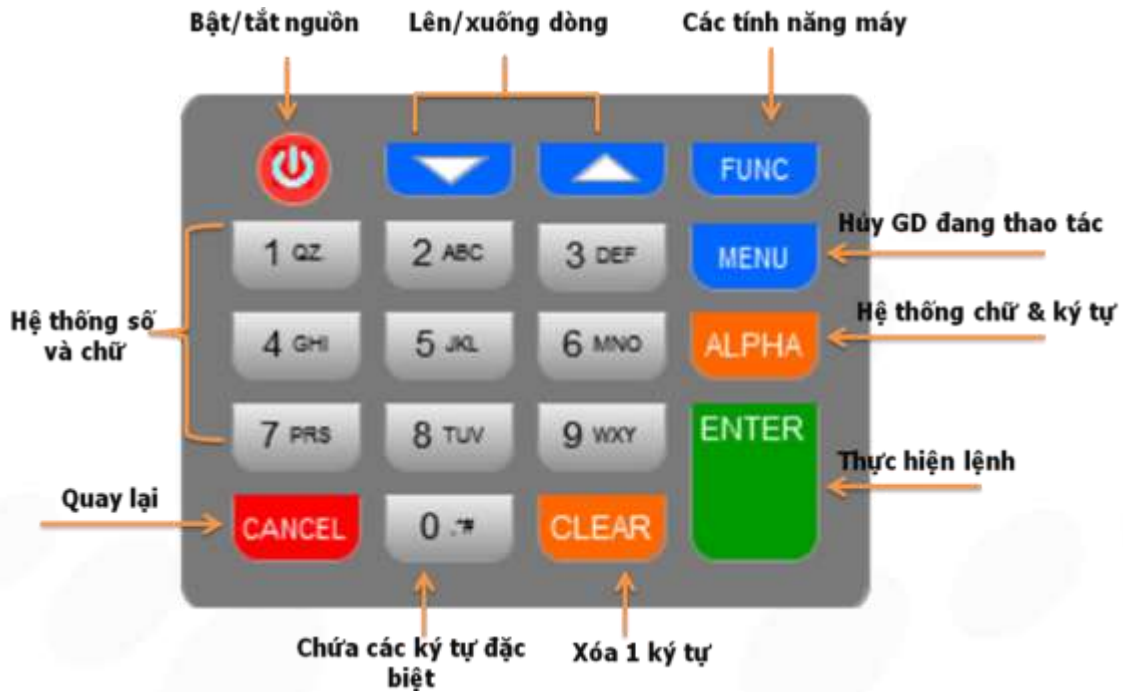 Bật/tắt nguồn
Lên/xuống dòng
Các tính năng máy
FUNC
1 QZ
2 ABC
3 DEF
MENU
Hủy GD đang thao tác
Hệ thống số
và chữ
4 GHI
5 JKL
6 MNO
ALPHA
Hệ thống chữ & ký tự
7 PRS
8 TUV
9 WXY
ENTER
Thực hiện lệnh
Quay lại
CANCEL
0 .*#
CLEAR
Chứa các ký tự đặc
biệt
Xóa 1 ký tự